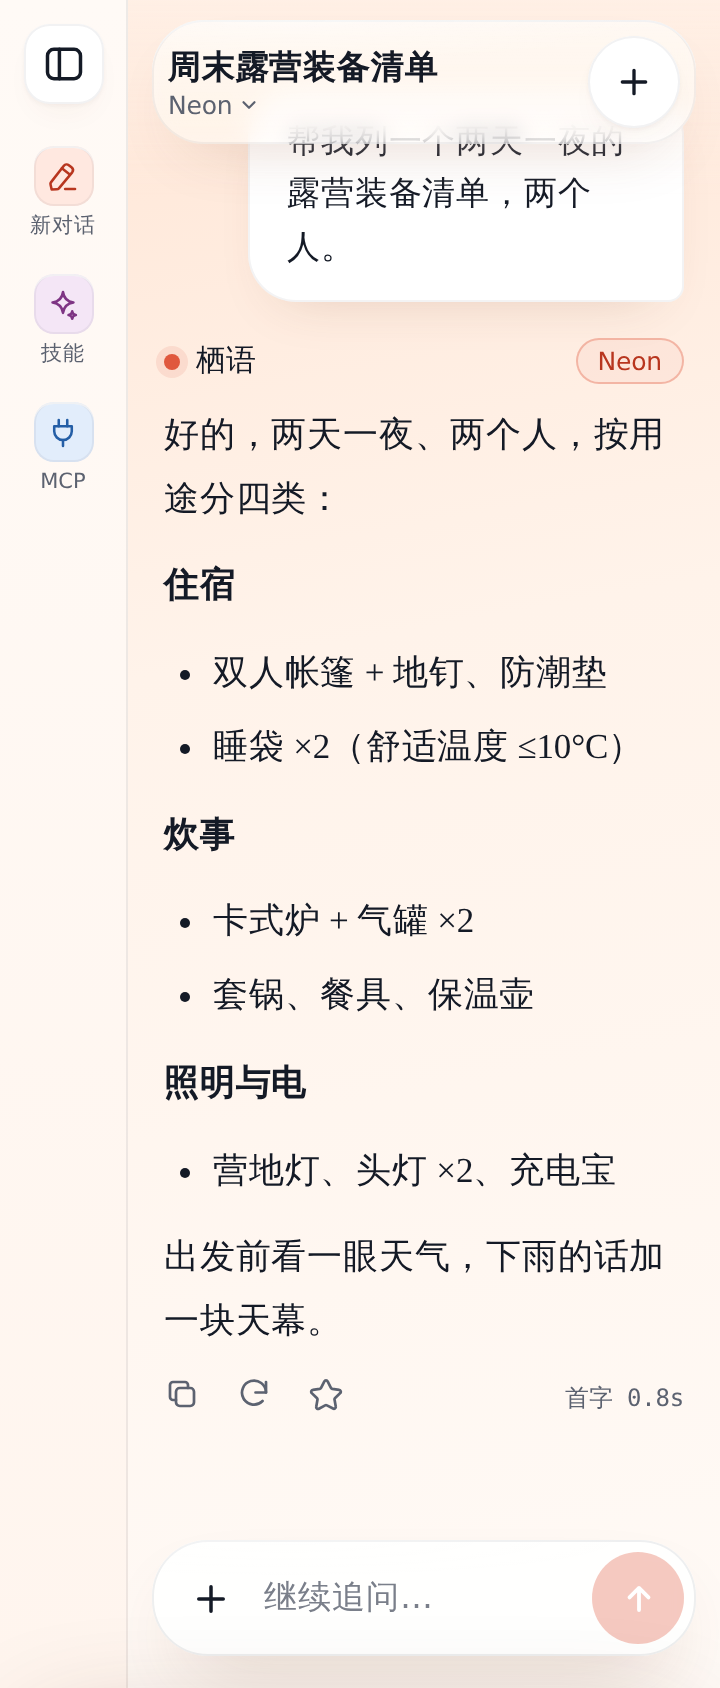 周末露营装备清单
Neon
新对话
技能
MCP
帮我列一个两天一夜的
露营装备清单，两个
人。
栖语
Neon
好的，两天一夜、两个人，按用
途分四类：
住宿
双人帐篷 + 地钉、防潮垫
睡袋 ×2（舒适温度 ≤10°C）
炊事
卡式炉 + 气罐 ×2
套锅、餐具、保温壶
照明与电
营地灯、头灯 ×2、充电宝
出发前看一眼天气，下雨的话加
一块天幕。
首字 0.8s
继续追问...